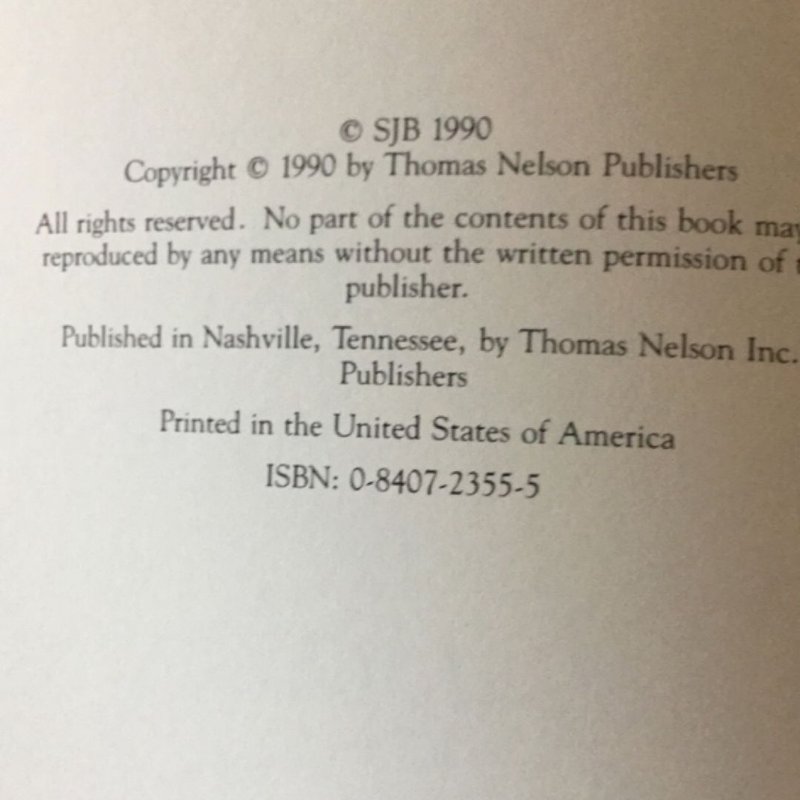 © SJB 1990
Copyright © 1990 by Thomas Nelson Publishers
All rights reserved. No part of the contents of this book may
reproduced by any means without the written permission of
publisher.
Published in Nashville, Tennessee, by Thomas Nelson Inc.
Publishers
Printed in the United States of America
ISBN: 0-8407-2355-5